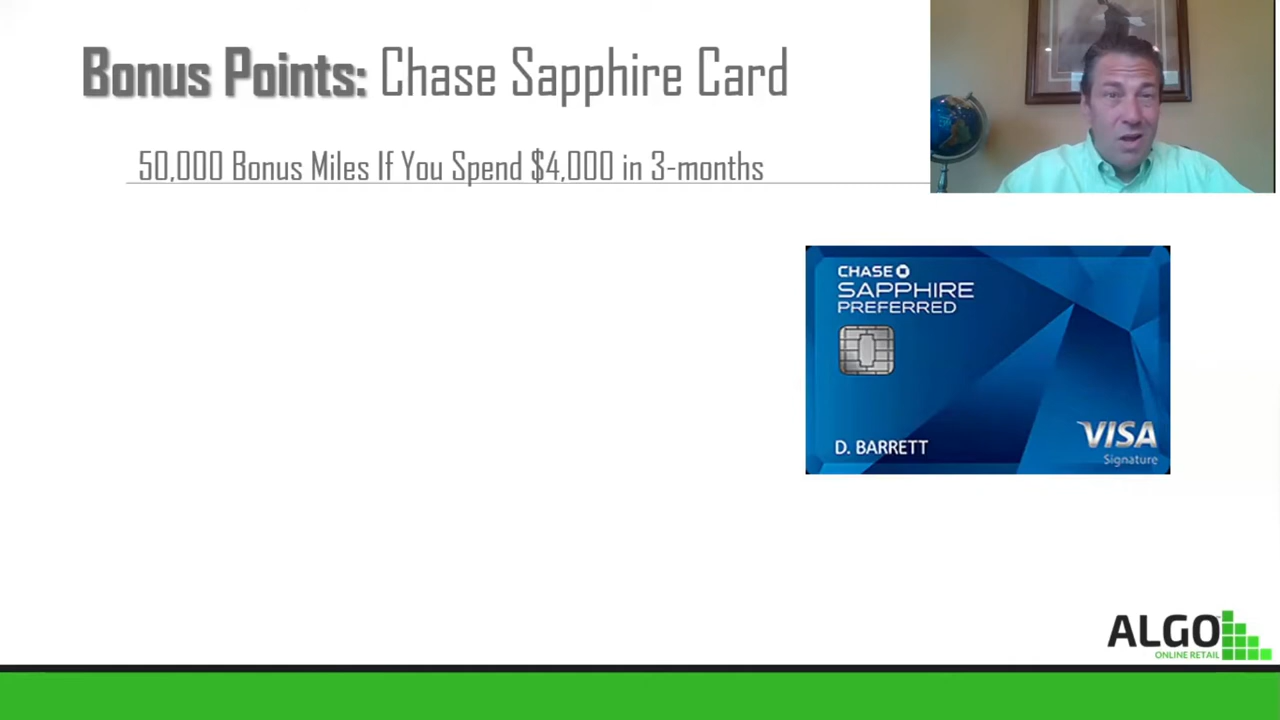 Bonus Points: Chase Sapphire Card
50,000 Bonus Miles If You Spend $4,000 in 3-months
CHASE
SAPPHIRE
PREFERRED
D. BARRETT
VISA
Signature
ALGO
ONLINE RETAIL